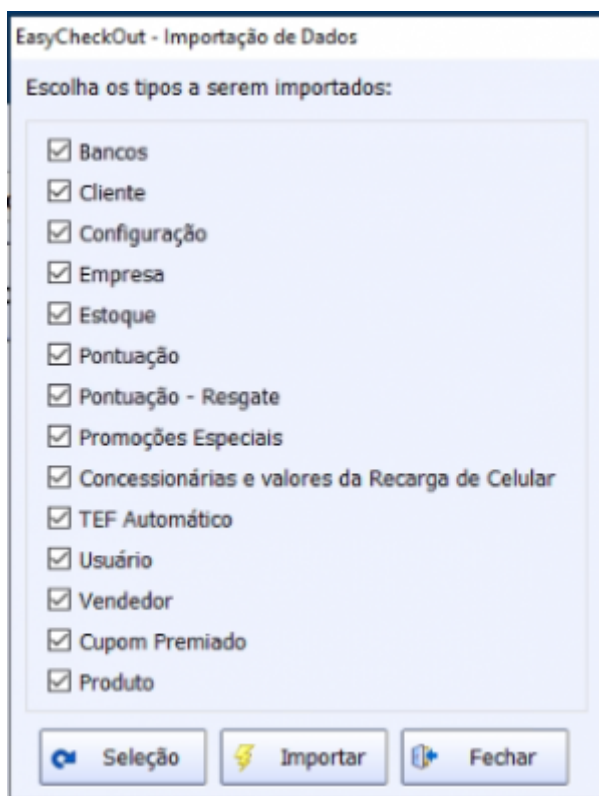 EasyCheckOut - Importação de Dados
Escolha os tipos a serem importados:
Bancos
Cliente
Configuração
Empresa
Estoque
Pontuação
Pontuação - Resgate
Promoções Especiais
Concessionárias e valores da Recarga de Celular
TEF Automático
Usuário
Vendedor
Cupom Premiado
Produto
Seleção Importar Fechar